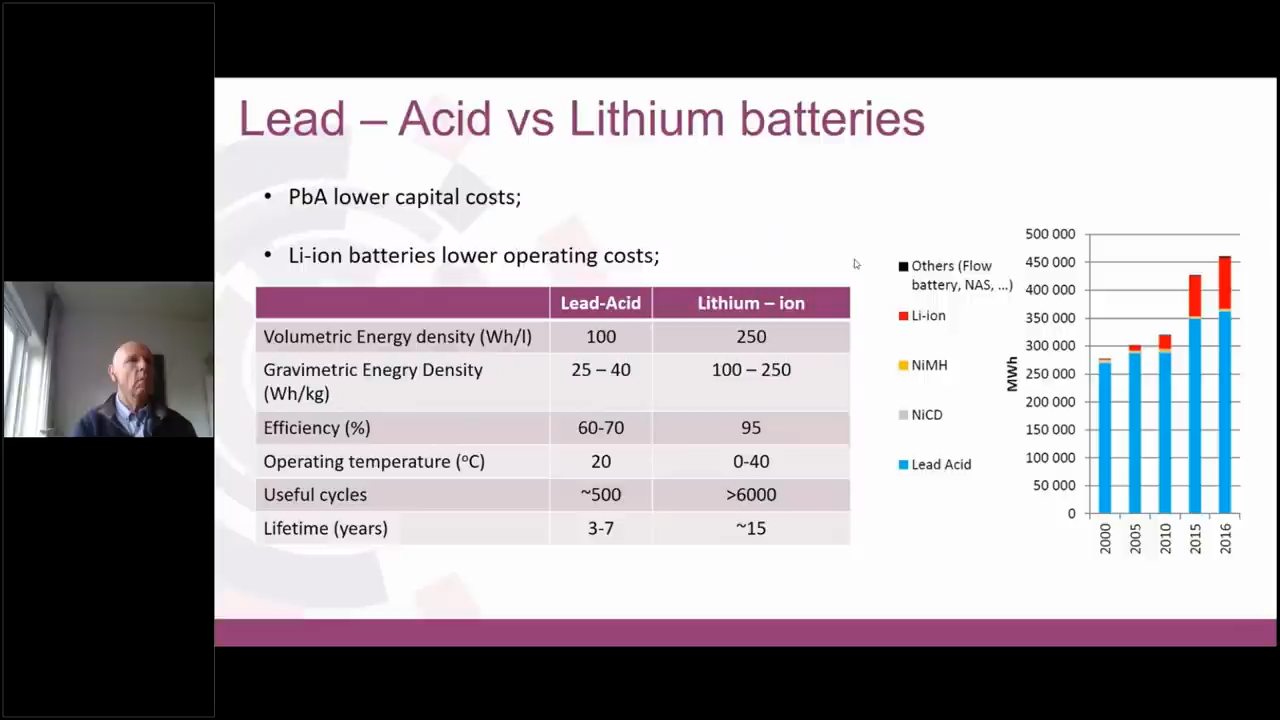 Lead – Acid vs Lithium batteries
• PbA lower capital costs;
• Li-ion batteries lower operating costs;
Lead-Acid Lithium – ion
Volumetric Energy density (Wh/l) 100 250
Gravimetric Enegry Density
(Wh/kg) 25 – 40 100 – 250
Efficiency (%) 60-70 95
Operating temperature (°C) 20 0-40
Useful cycles ~500 >6000
Lifetime (years) 3-7 ~15
Others (Flow
battery, NAS, ...)
Li-ion
NiMH
NiCD
Lead Acid
MWh
500 000
450 000
400 000
350 000
300 000
250 000
200 000
150 000
100 000
50 000
0
2000
2005
2010
2015
2016